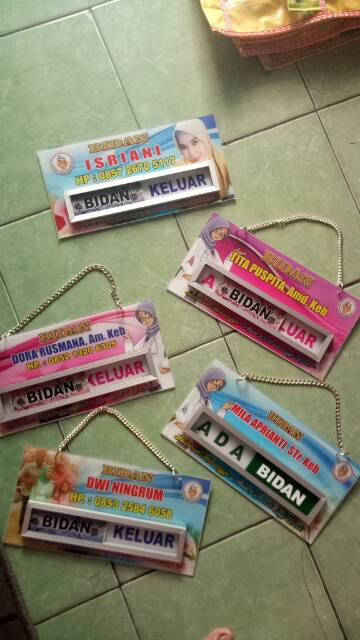 BIDAN
ISRIANI
HP : 0857 2670 5117
BIDAN KELUAR
BIDAN
TITA PUSPITA, Amd. Keb
A BIDAN LUAR
BIDAN
DORA RUSMANA, Am. Keb
HP. : 0852 1320 6305
BIDAN KELUAR
BIDAN
MILA APRIANTI, STr. Keb
ADA BIDAN
BIDAN
DWI NINGRUM
HP : 0853 2584 6058
BIDAN KELUAR